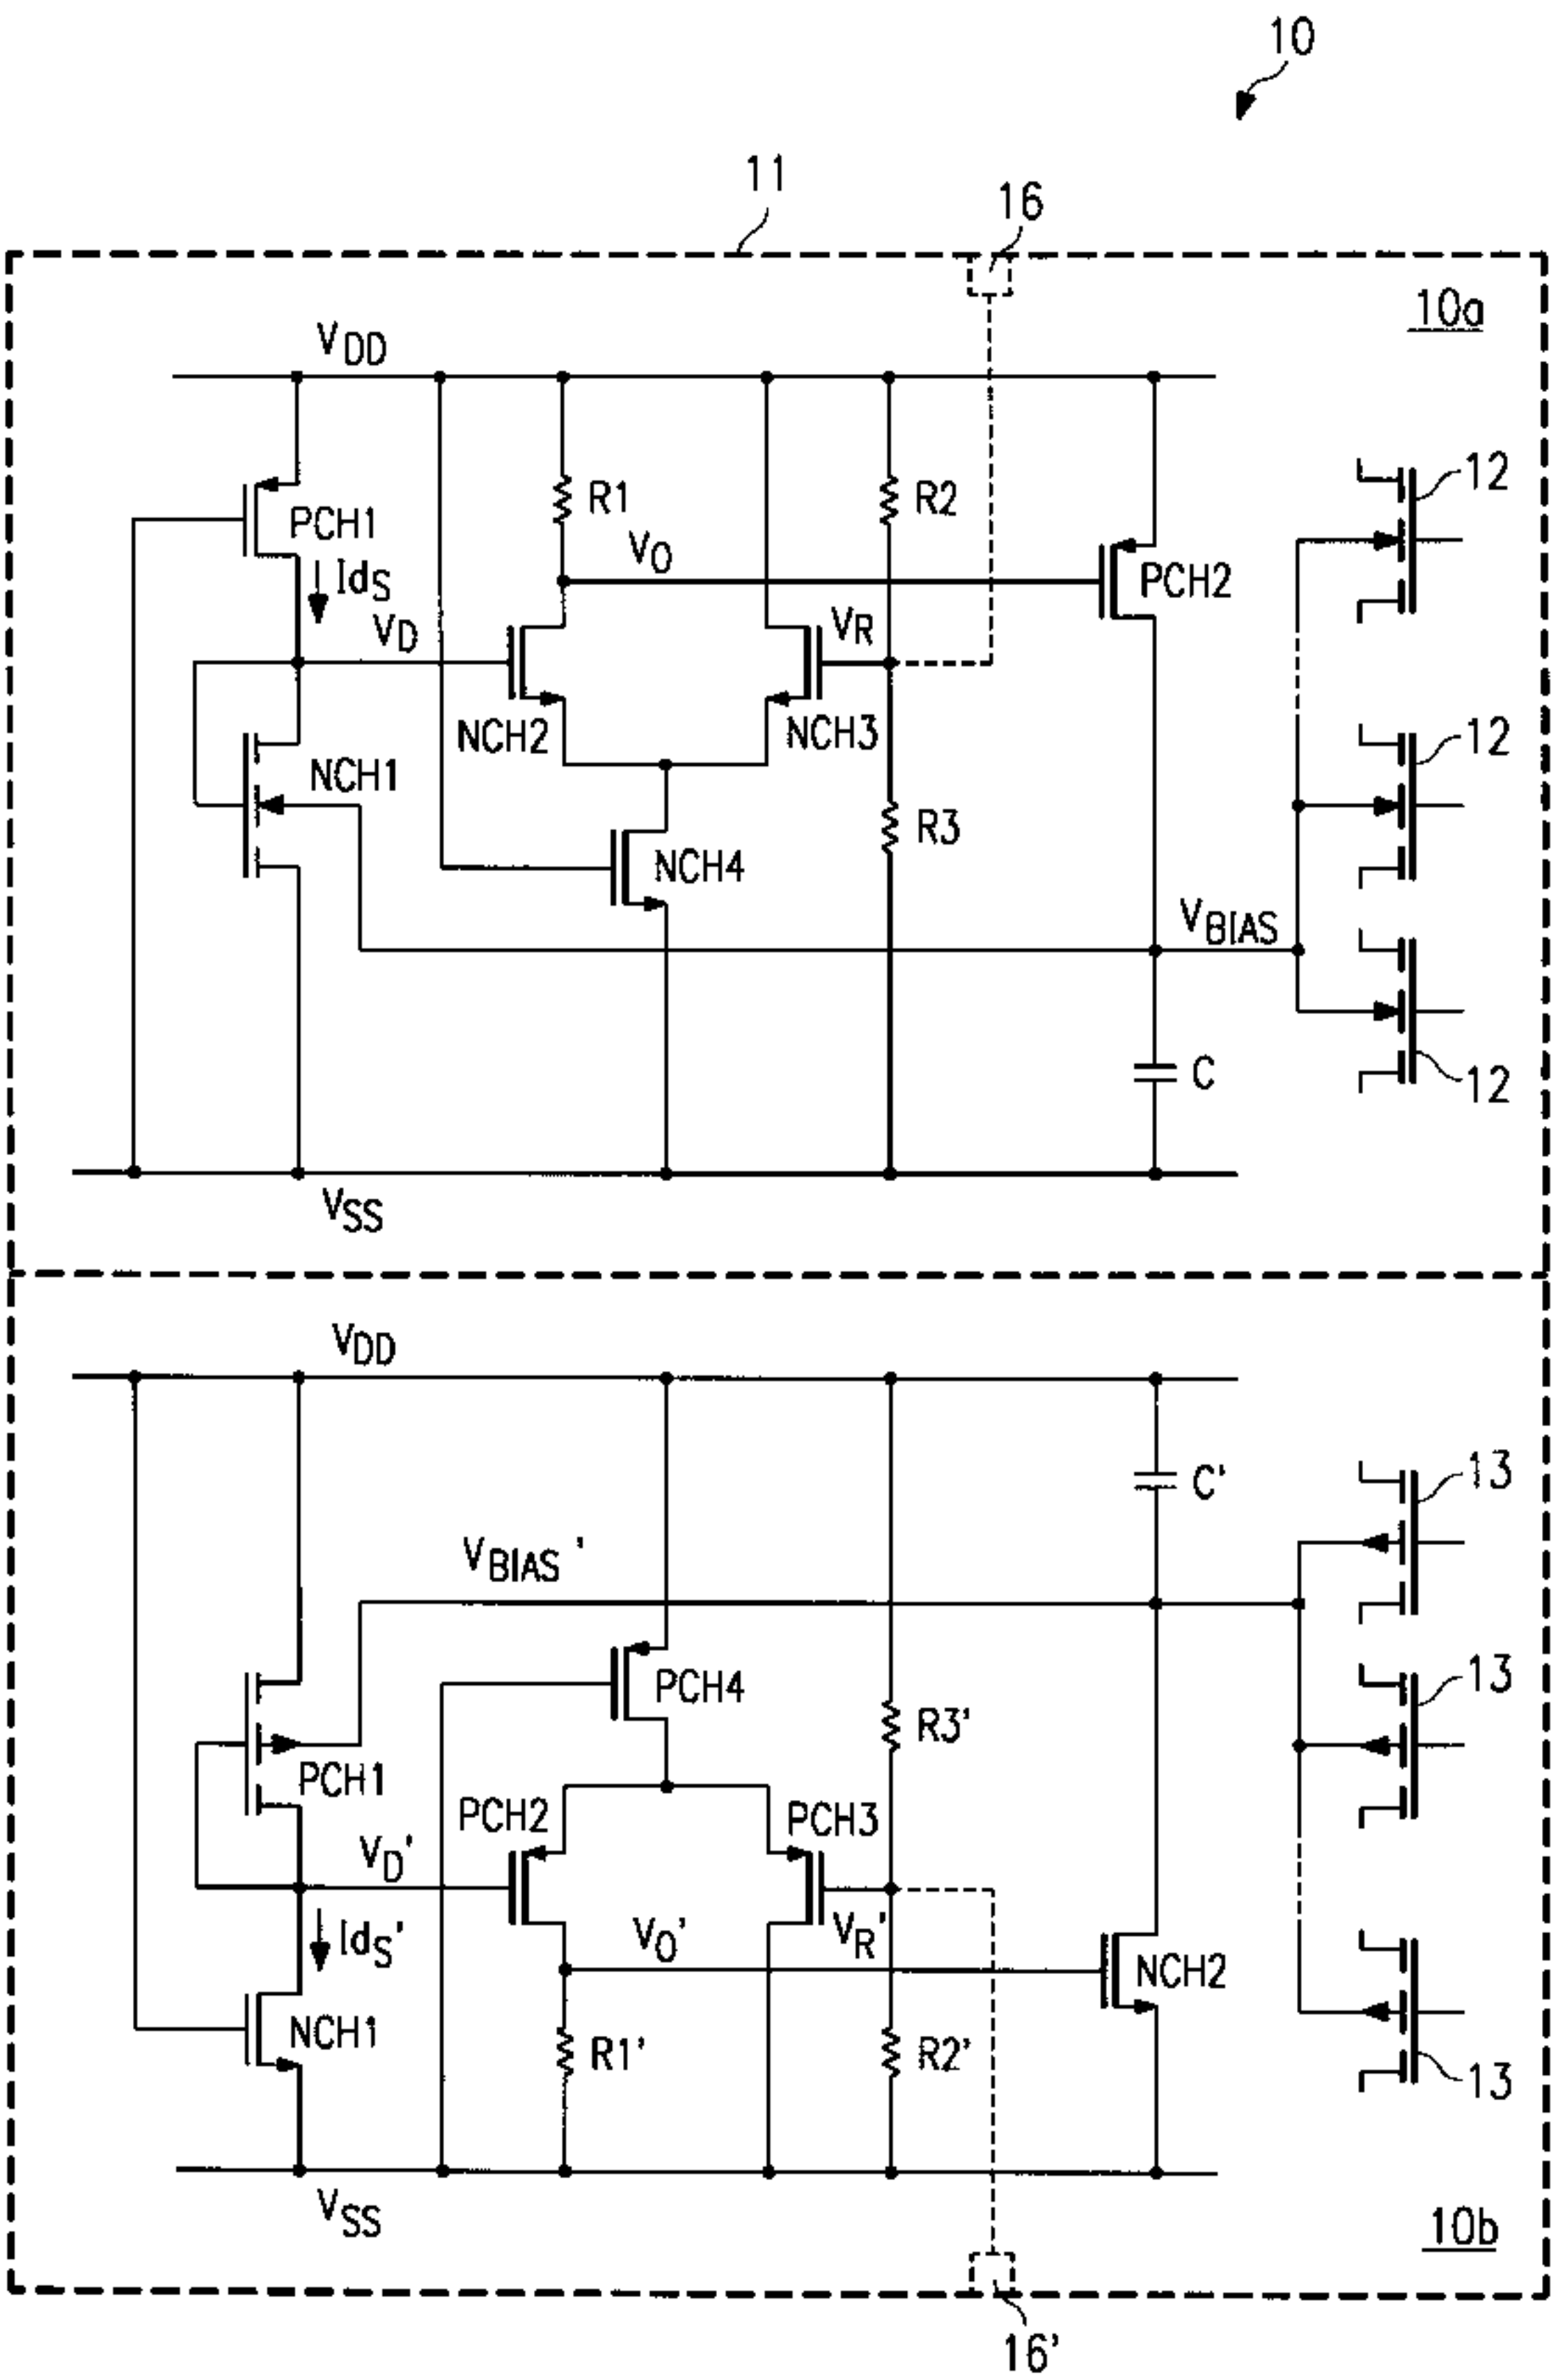 10
11
16
10a
VDD
12
R1
R2
PCH1
VO
IdS
PCH2
VD
VR
NCH2
NCH3
12
NCH1
R3
NCH4
VBIAS
C
12
VSS
VDD
13
C'
VBIAS'
13
PCH4
R3'
PCH1
PCH2
PCH3
VD'
IdS'
VO'
VR'
NCH2
NCH1
R1'
R2'
13
VSS
10b
16'